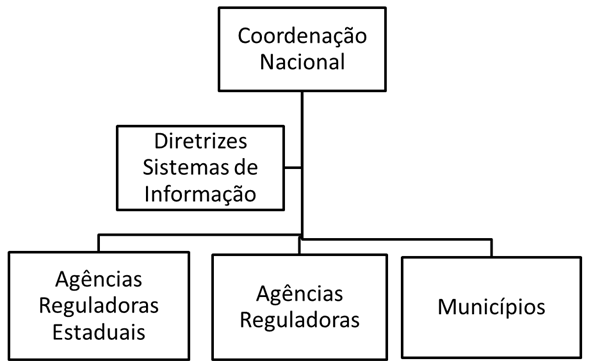 Coordenação
Nacional
Diretrizes
Sistemas de
Informação
Agências
Reguladoras
Estaduais
Agências
Reguladoras
Municípios